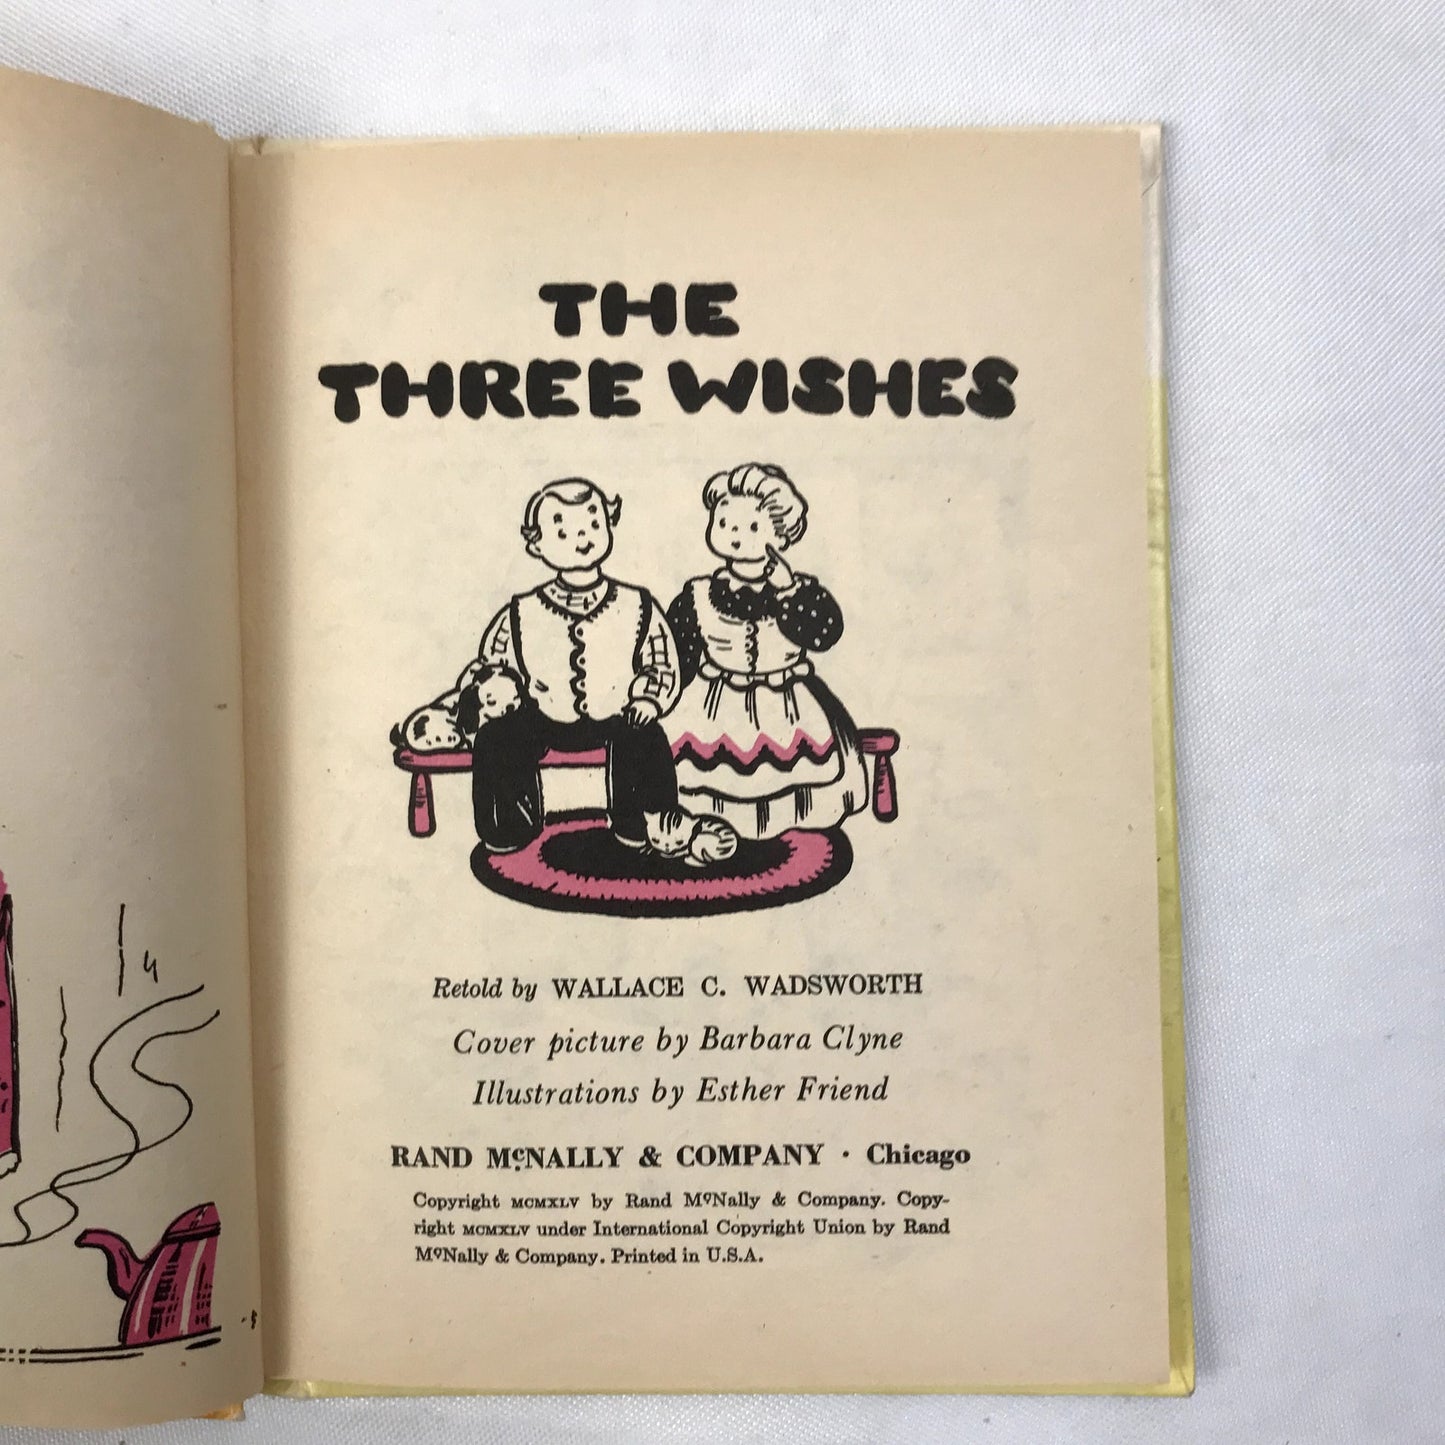 THE
THREE WISHES
Retold by WALLACE C. WADSWORTH
Cover picture by Barbara Clyne
Illustrations by Esther Friend
RAND McNALLY & COMPANY · Chicago
Copyright MCMXLV by Rand McNally & Company. Copy-
right MCMXLV under International Copyright Union by Rand
McNally & Company. Printed in U.S.A.